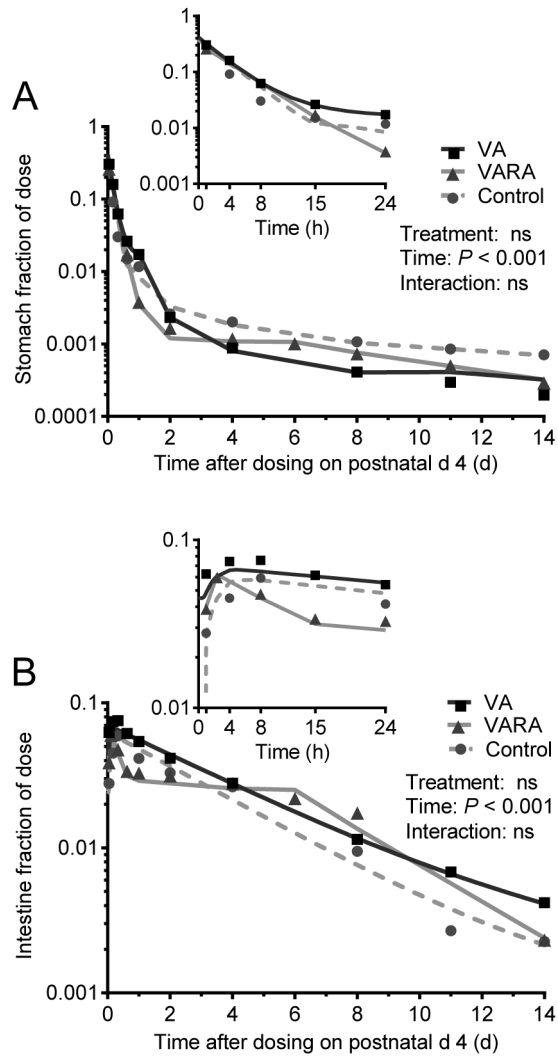 A
1
0.1
0.01
0.001
0 4 8 15 24
Time (h)
VA
VARA
Control
Treatment: ns
Time: P < 0.001
Interaction: ns
Stomach fraction of dose
1
0.1
0.01
0.001
0.0001
0 2 4 6 8 10 12 14
Time after dosing on postnatal d 4 (d)
B
0.1
0.01
0 4 8 15 24
Time (h)
VA
VARA
Control
Treatment: ns
Time: P < 0.001
Interaction: ns
Intestine fraction of dose
0.1
0.01
0.001
0 2 4 6 8 10 12 14
Time after dosing on postnatal d 4 (d)